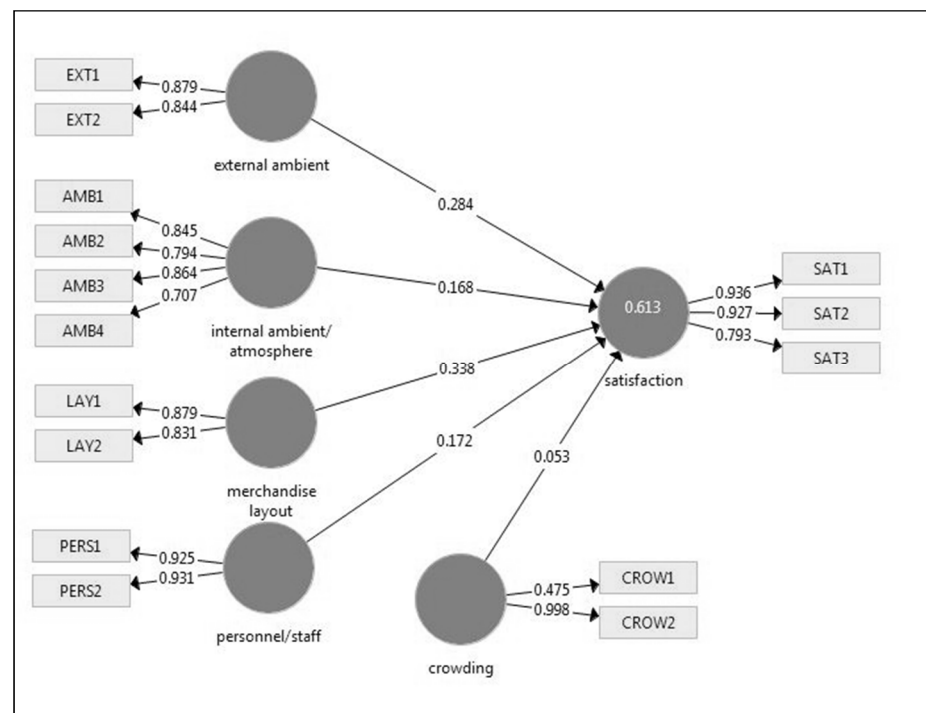 EXT1
0.879
0.844
EXT2
external ambient
0.284
AMB1
0.845
AMB2
0.794
AMB3
0.864
0.707
AMB4
internal ambient/
atmosphere
0.168
0.613
satisfaction
0.936
0.927
0.793
SAT1
SAT2
SAT3
LAY1
0.879
0.831
LAY2
merchandise
layout
0.338
PERS1
0.925
0.931
PERS2
personnel/staff
0.172
0.053
crowding
0.475
0.998
CROW1
CROW2